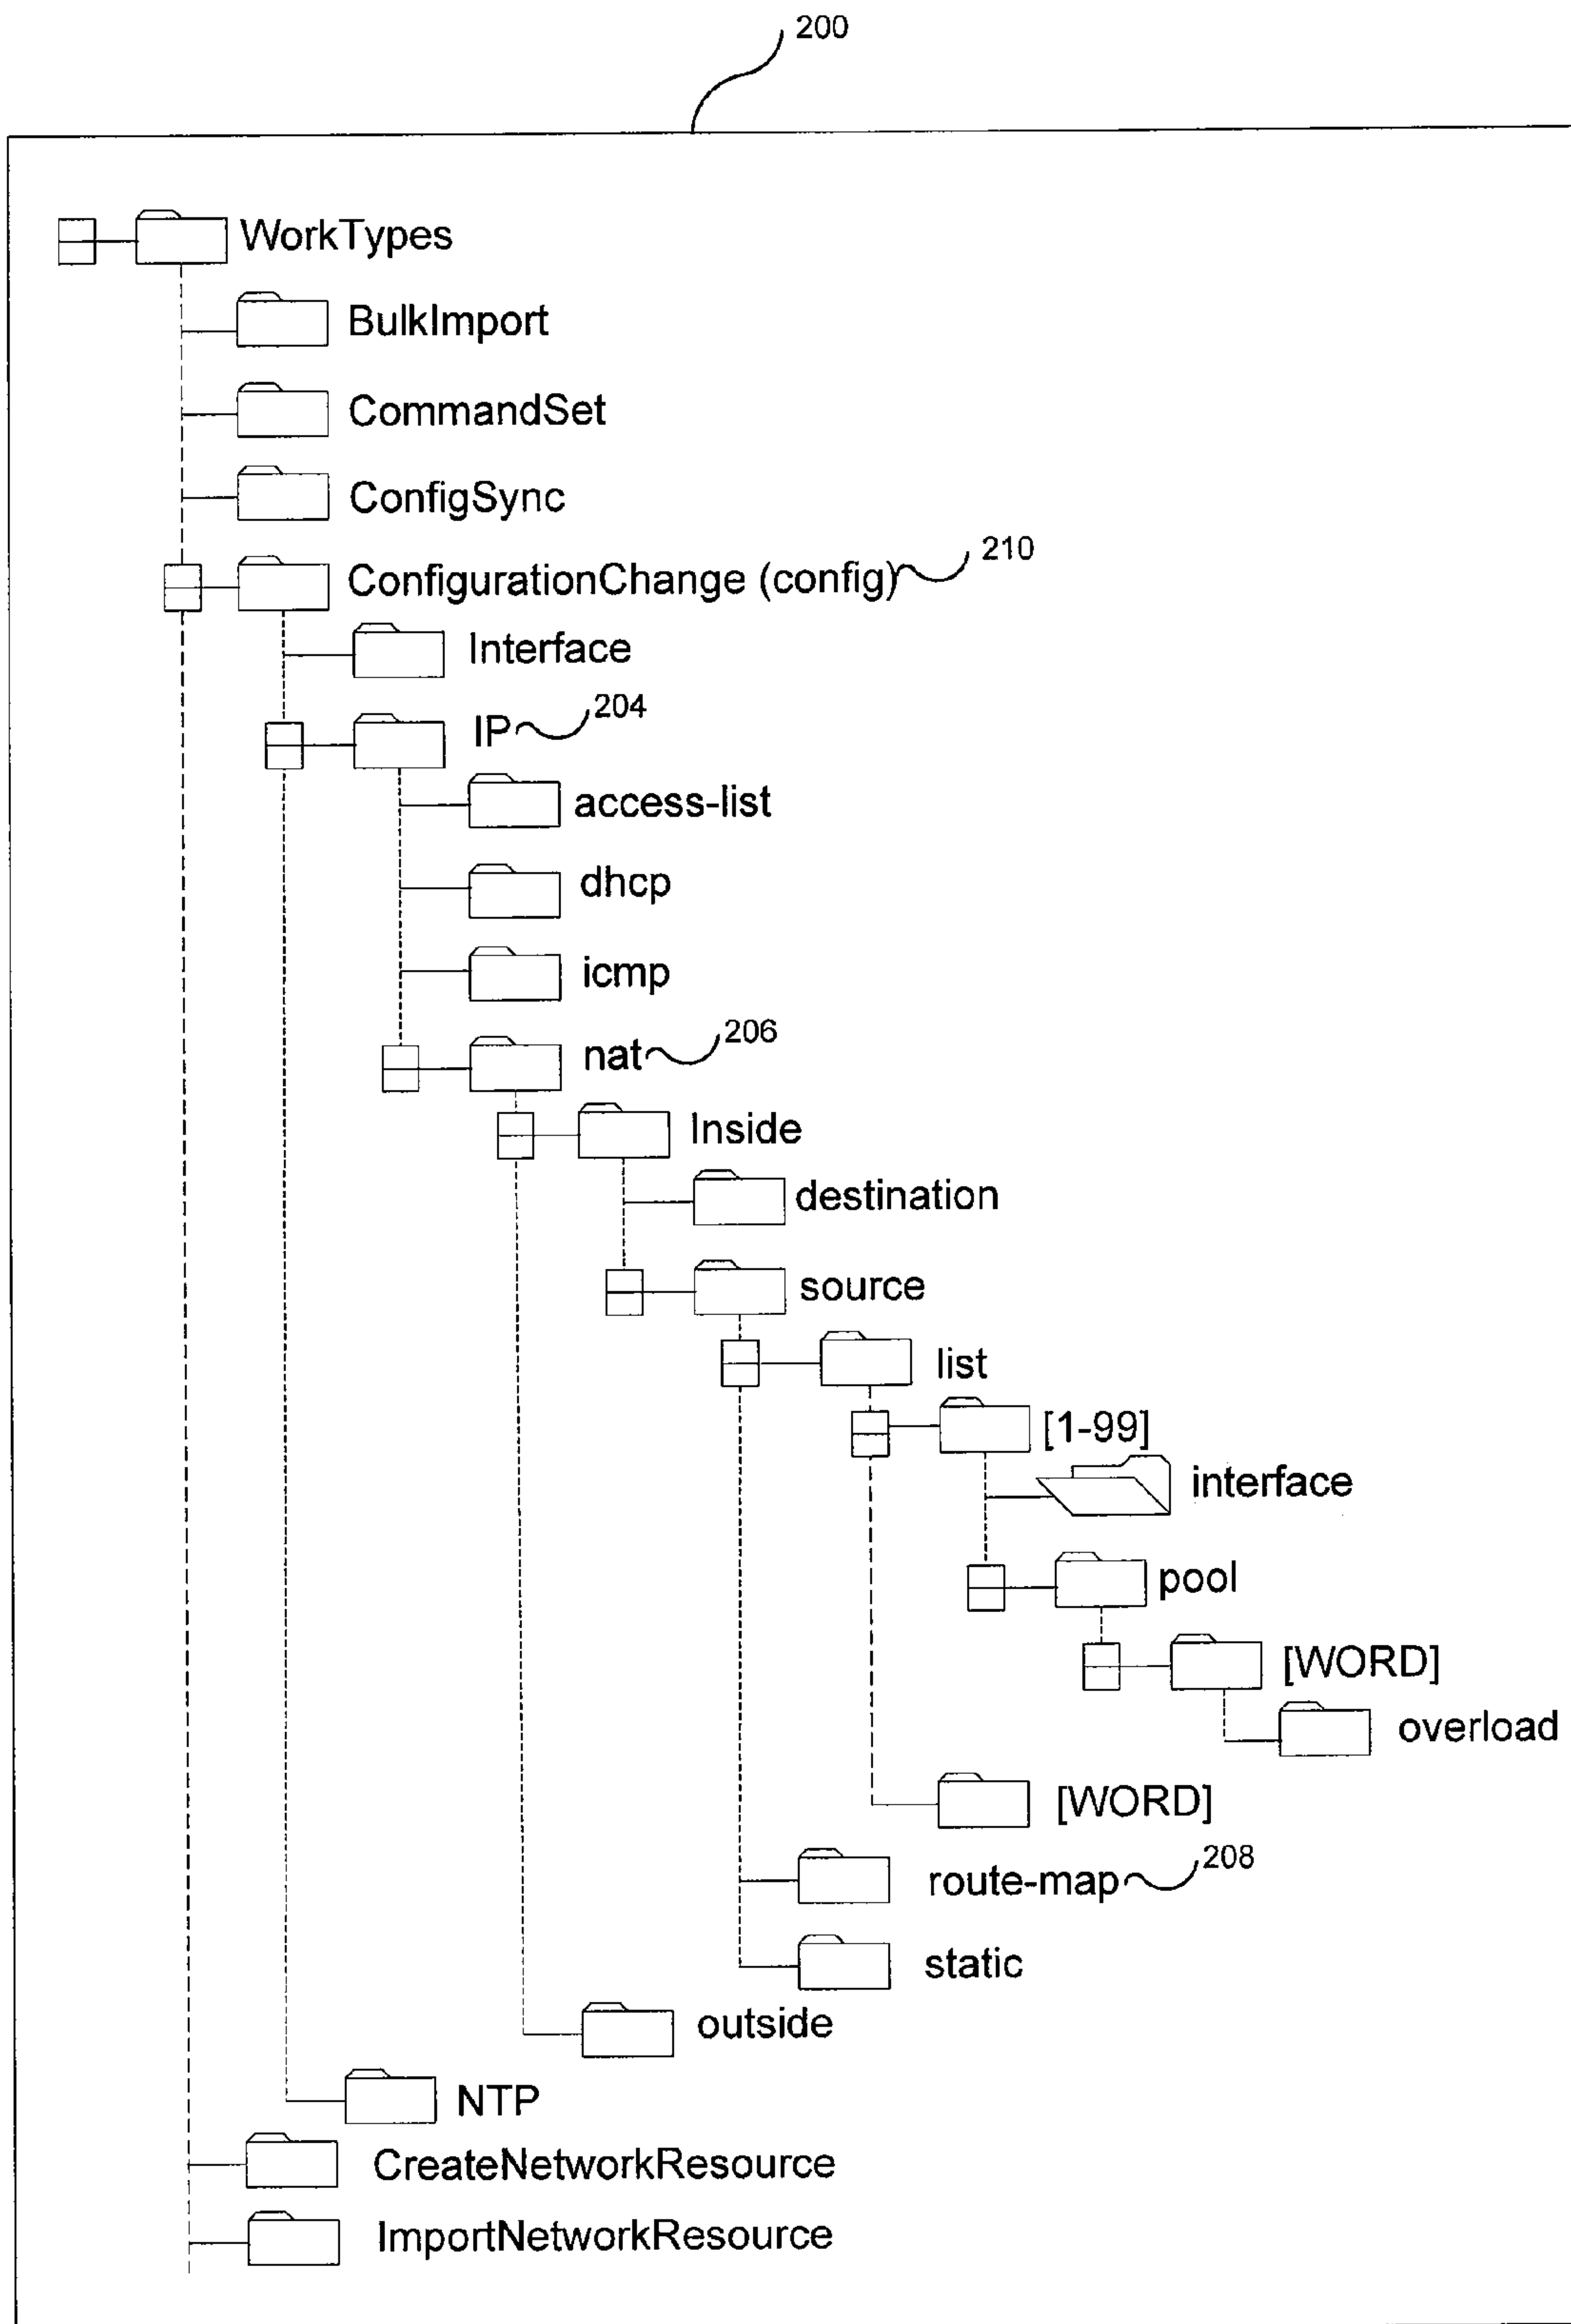 200
WorkTypes
BulkImport
CommandSet
ConfigSync
ConfigurationChange (config) 210
Interface
IP 204
access-list
dhcp
icmp
nat 206
Inside
destination
source
list
[1-99]
interface
pool
[WORD]
overload
[WORD]
route-map 208
static
outside
NTP
CreateNetworkResource
ImportNetworkResource